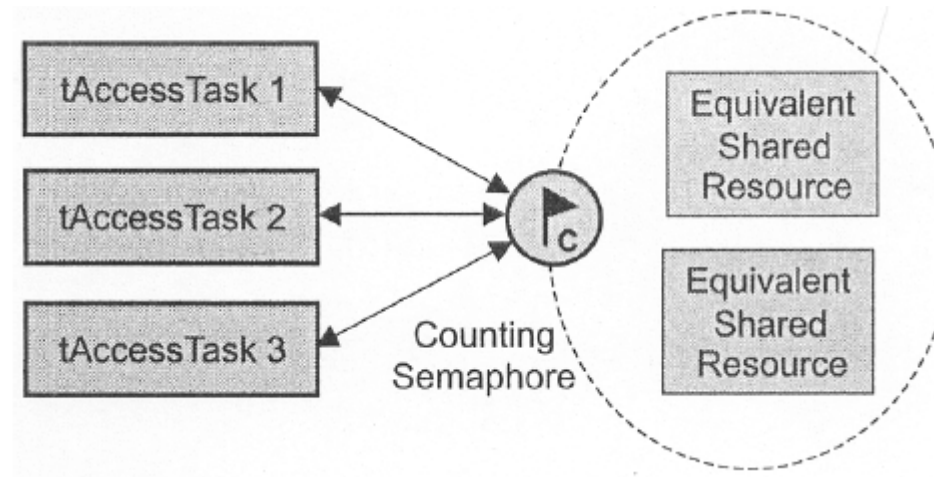 tAccessTask 1
tAccessTask 2
tAccessTask 3
C
Counting
Semaphore
Equivalent
Shared
Resource
Equivalent
Shared
Resource